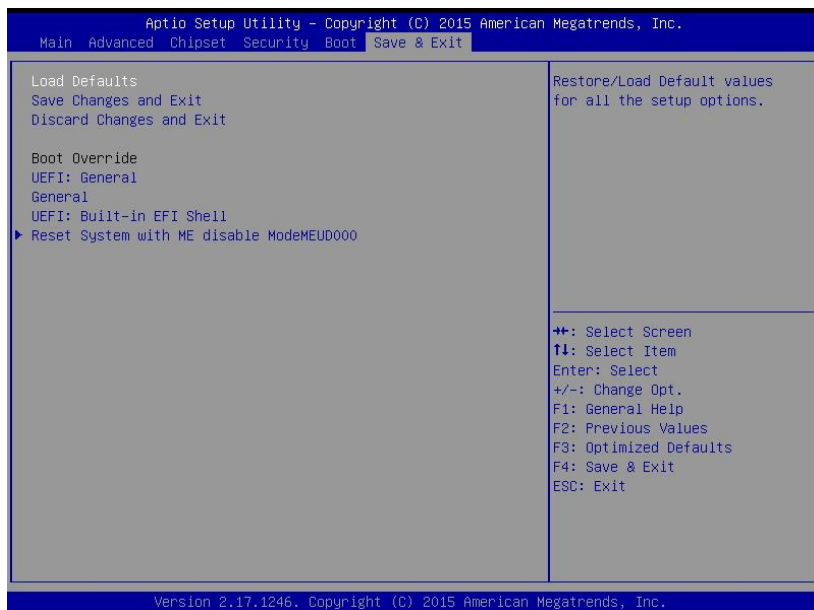 Aptio Setup Utility – Copyright (C) 2015 American Megatrends, Inc.
Main Advanced Chipset Security Boot Save & Exit
Load Defaults
Save Changes and Exit
Discard Changes and Exit
Boot Override
UEFI: General
General
UEFI: Built-in EFI Shell
▶ Reset System with ME disable ModeMEUD000
Restore/Load Default values
for all the setup options.
→←: Select Screen
↑↓: Select Item
Enter: Select
+/-: Change Opt.
F1: General Help
F2: Previous Values
F3: Optimized Defaults
F4: Save & Exit
ESC: Exit
Version 2.17.1246. Copyright (C) 2015 American Megatrends, Inc.